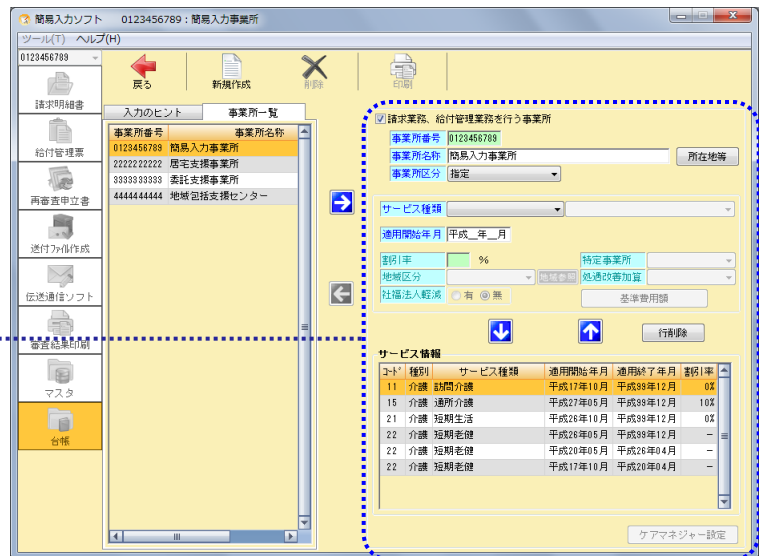 簡易入力ソフト 0123456789：簡易入力事業所
ツール(T) ヘルプ(H)
0123456789
戻る 新規作成 削除 印刷
請求明細書
給付管理票
再審査申立書
送付ファイル作成
伝送通信ソフト
審査結果印刷
マスタ
台帳
入力のヒント 事業所一覧
事業所番号 事業所名称
0123456789 簡易入力事業所
2222222222 居宅支援事業所
3333333333 委託支援事業所
4444444444 地域包括支援センター
請求業務、給付管理業務を行う事業所
事業所番号 0123456789
事業所名称 簡易入力事業所 所在地等
事業所区分 指定
サービス種類
適用開始年月 平成__年__月
割引率 % 特定事業所
地域区分 地域参照 処遇改善加算
社福法人軽減 有 無 基準費用額
行削除
サービス情報
コード 種別 サービス種類 適用開始年月 適用終了年月 割引率
11 介護 訪問介護 平成17年10月 平成99年12月 0%
15 介護 通所介護 平成27年05月 平成99年12月 10%
21 介護 短期生活 平成26年10月 平成99年12月 0%
22 介護 短期老健 平成26年05月 平成99年12月 －
22 介護 短期老健 平成20年05月 平成26年04月 －
22 介護 短期老健 平成17年10月 平成20年04月 －
ケアマネジャー設定